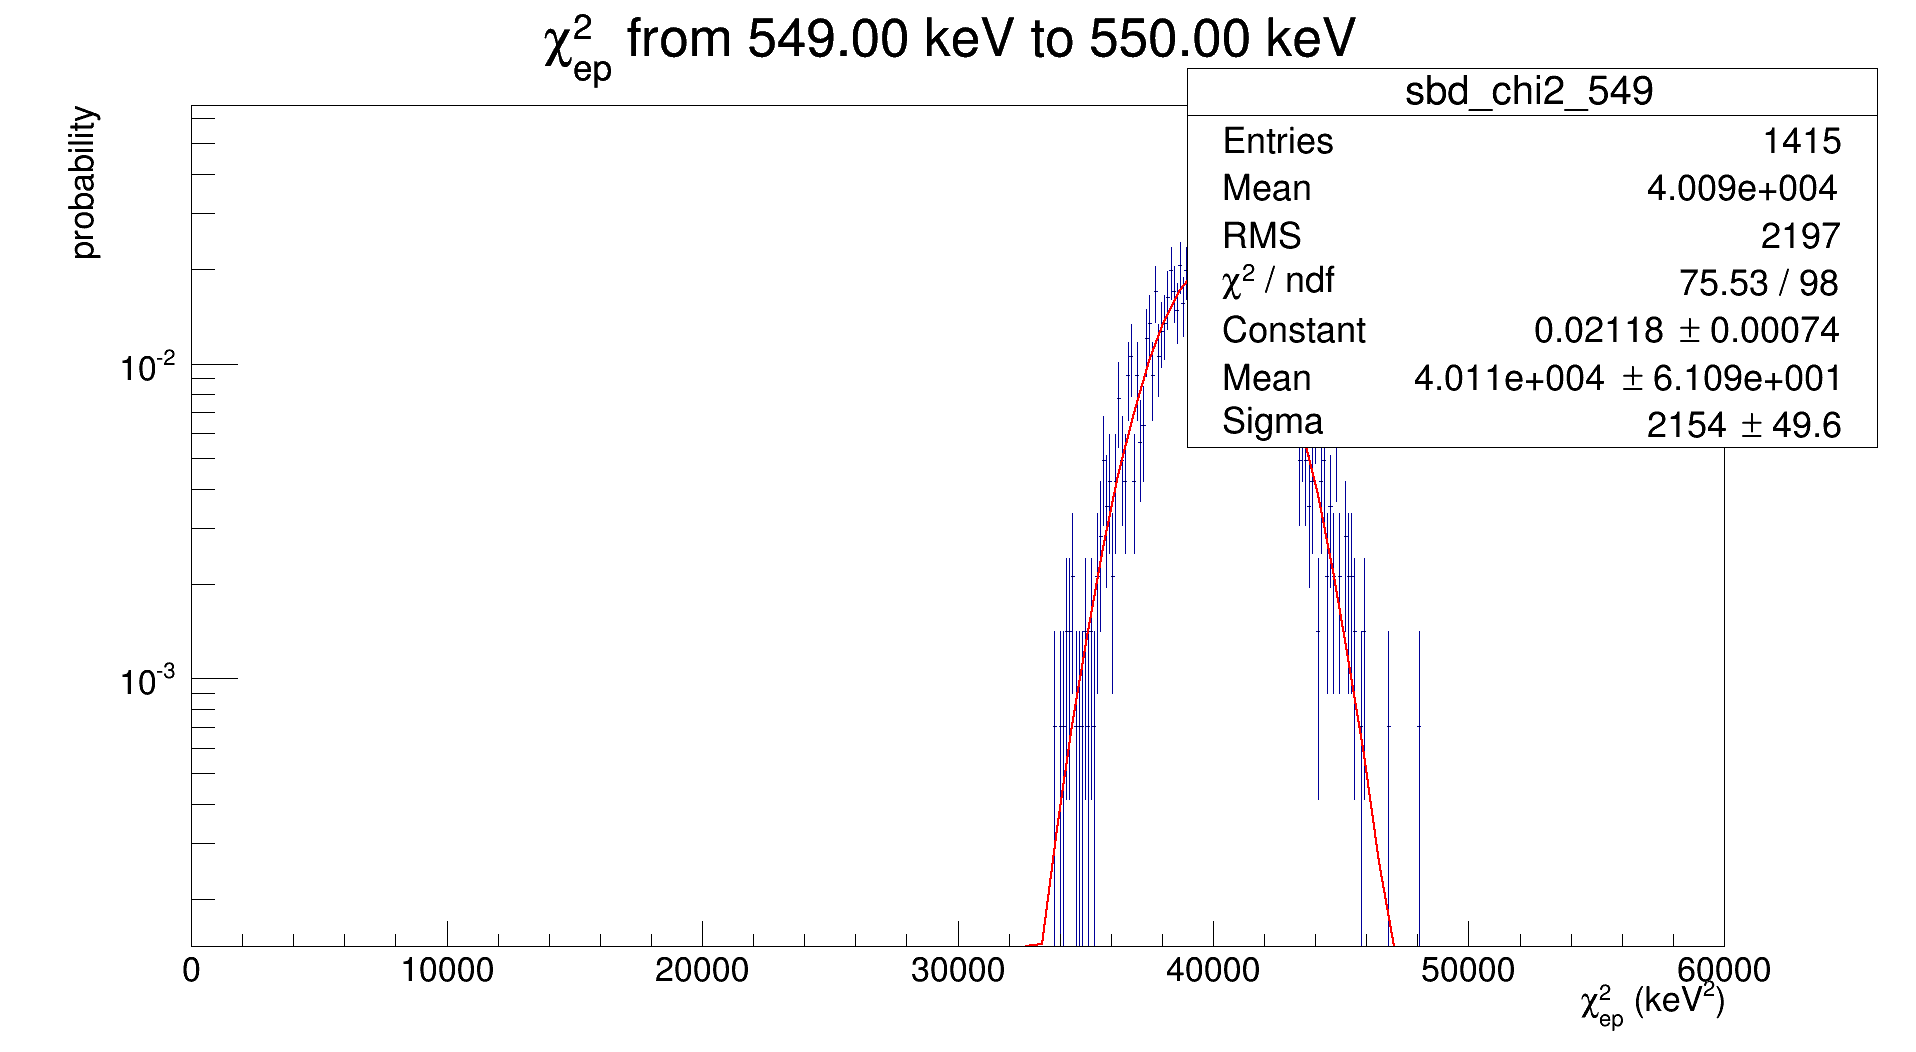 χ²ep from 549.00 keV to 550.00 keV
probability
sbd_chi2_549
Entries 1415
Mean 4.009e+004
RMS 2197
χ² / ndf 75.53 / 98
Constant 0.02118 ± 0.00074
Mean 4.011e+004 ± 6.109e+001
Sigma 2154 ± 49.6
10⁻²
10⁻³
0 10000 20000 30000 40000 50000 60000
χ²ep (keV²)